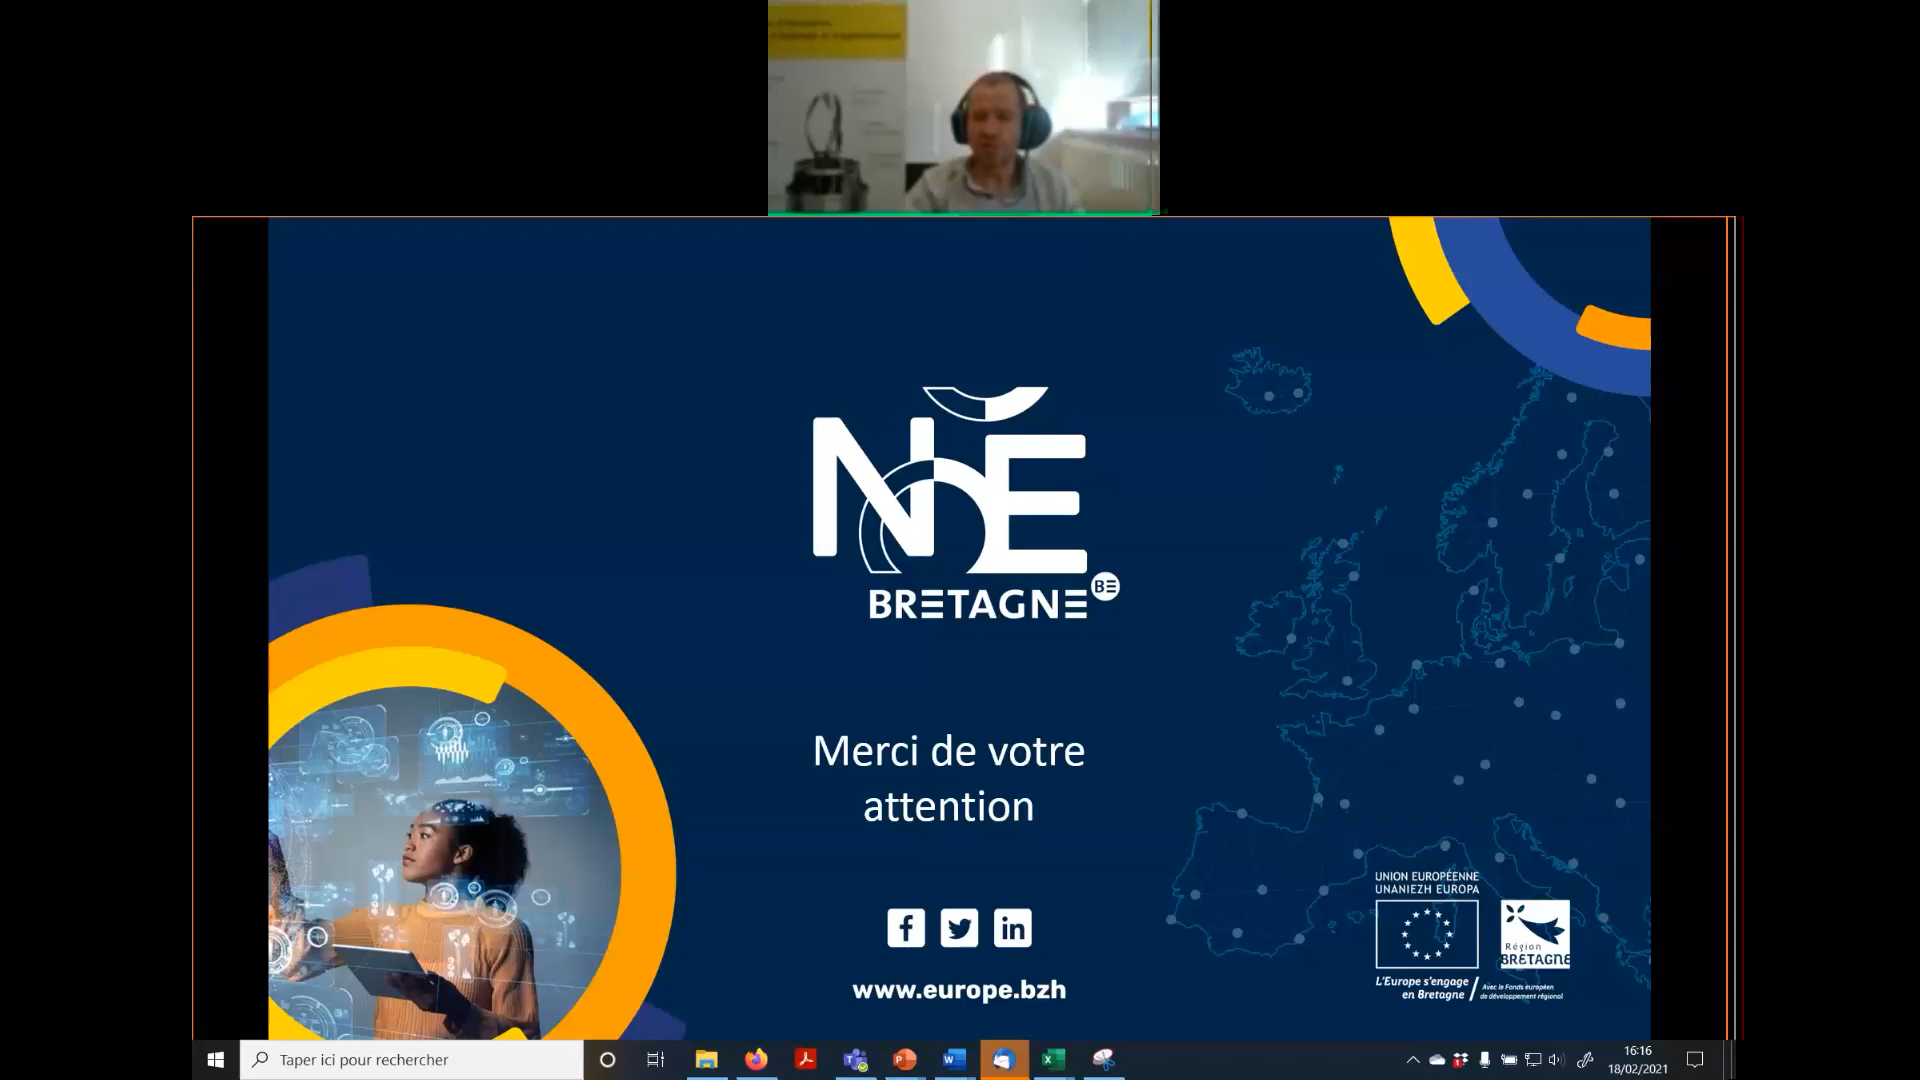 NOĔ
BRETAGNE BE
Merci de votre
attention
www.europe.bzh
UNION EUROPÉENNE
UNANIEZH EUROPA
Région
BRETAGNE
L'Europe s'engage
en Bretagne / Avec le Fonds européen
de développement régional
Taper ici pour rechercher
16:16
18/02/2021